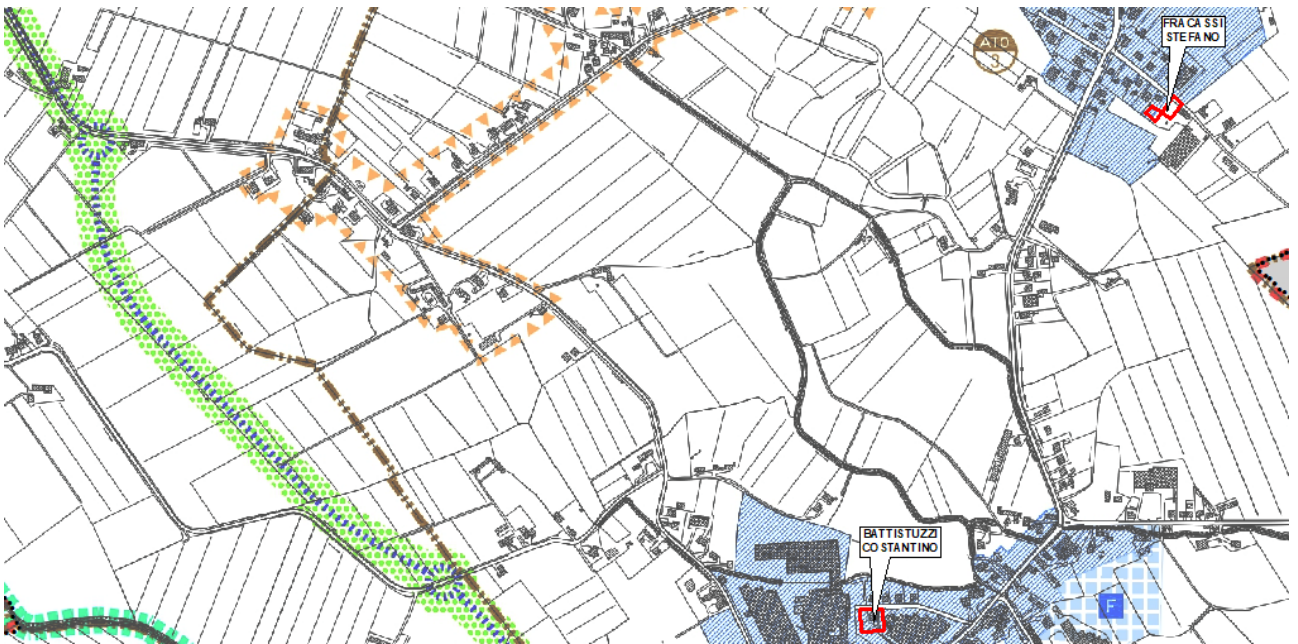 FRACASSI
STEFANO
ATO
3
BATTISTUZZI
COSTANTINO
F